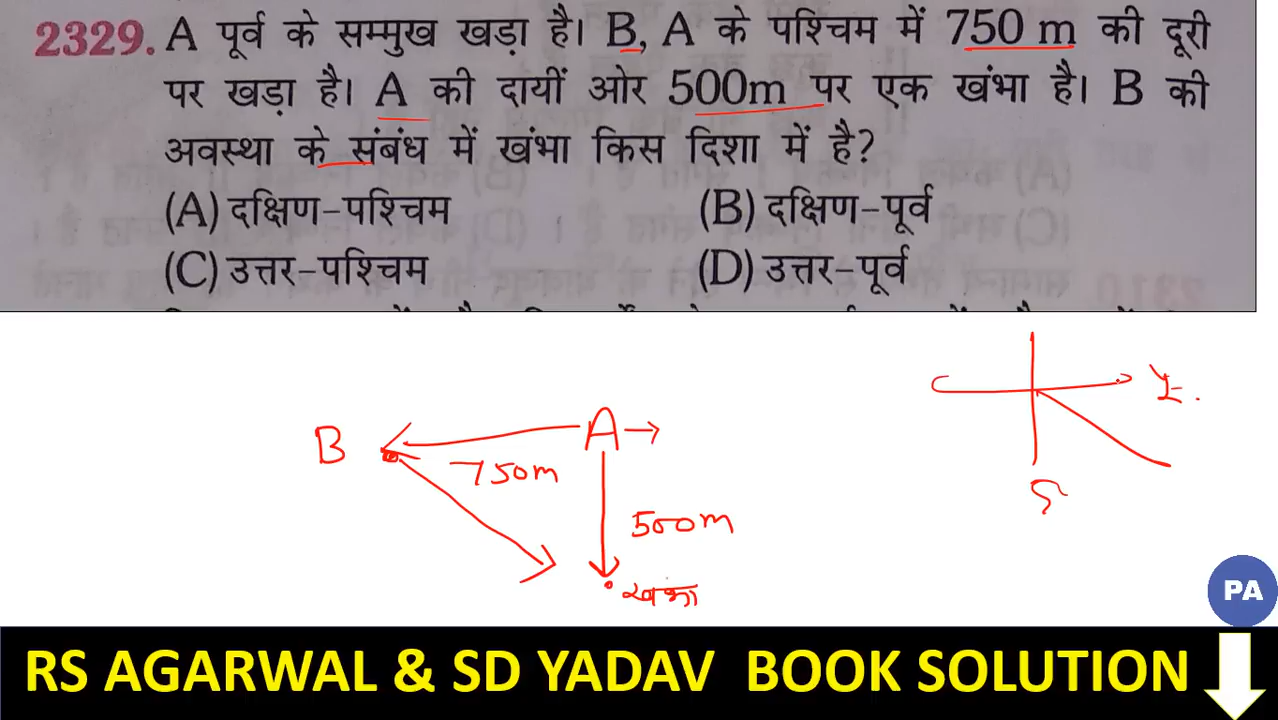 2329. A पूर्व के सम्मुख खड़ा है। B, A के पश्चिम में 750 m की दूरी
पर खड़ा है। A की दायीं ओर 500m पर एक खंभा है। B की
अवस्था के संबंध में खंभा किस दिशा में है?
(A) दक्षिण-पश्चिम (B) दक्षिण-पूर्व
(C) उत्तर-पश्चिम (D) उत्तर-पूर्व
B A
750m
500m
खंभा
E.
S
PA
RS AGARWAL & SD YADAV BOOK SOLUTION